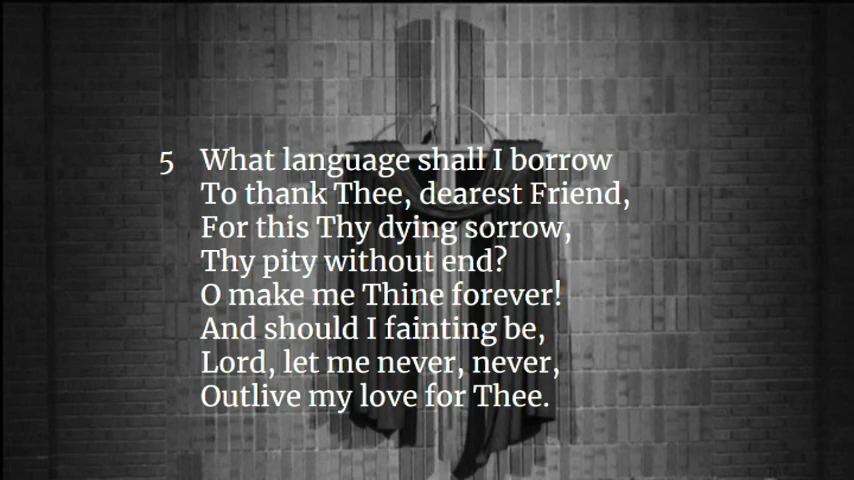 5 What language shall I borrow
To thank Thee, dearest Friend,
For this Thy dying sorrow,
Thy pity without end?
O make me Thine forever!
And should I fainting be,
Lord, let me never, never,
Outlive my love for Thee.